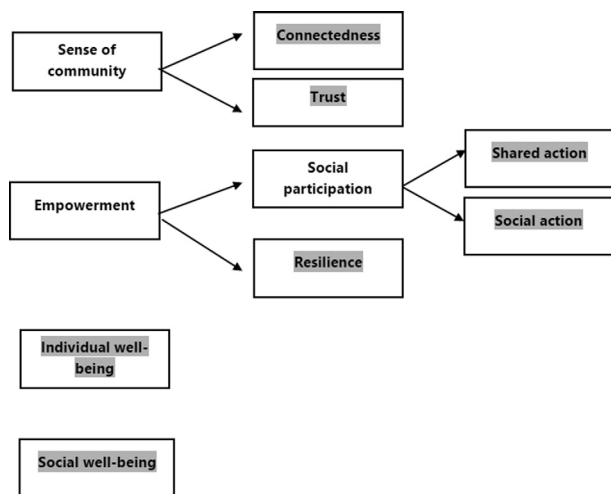 Sense of
community
Connectedness
Trust
Empowerment
Social
participation
Resilience
Shared action
Social action
Individual well-
being
Social well-being